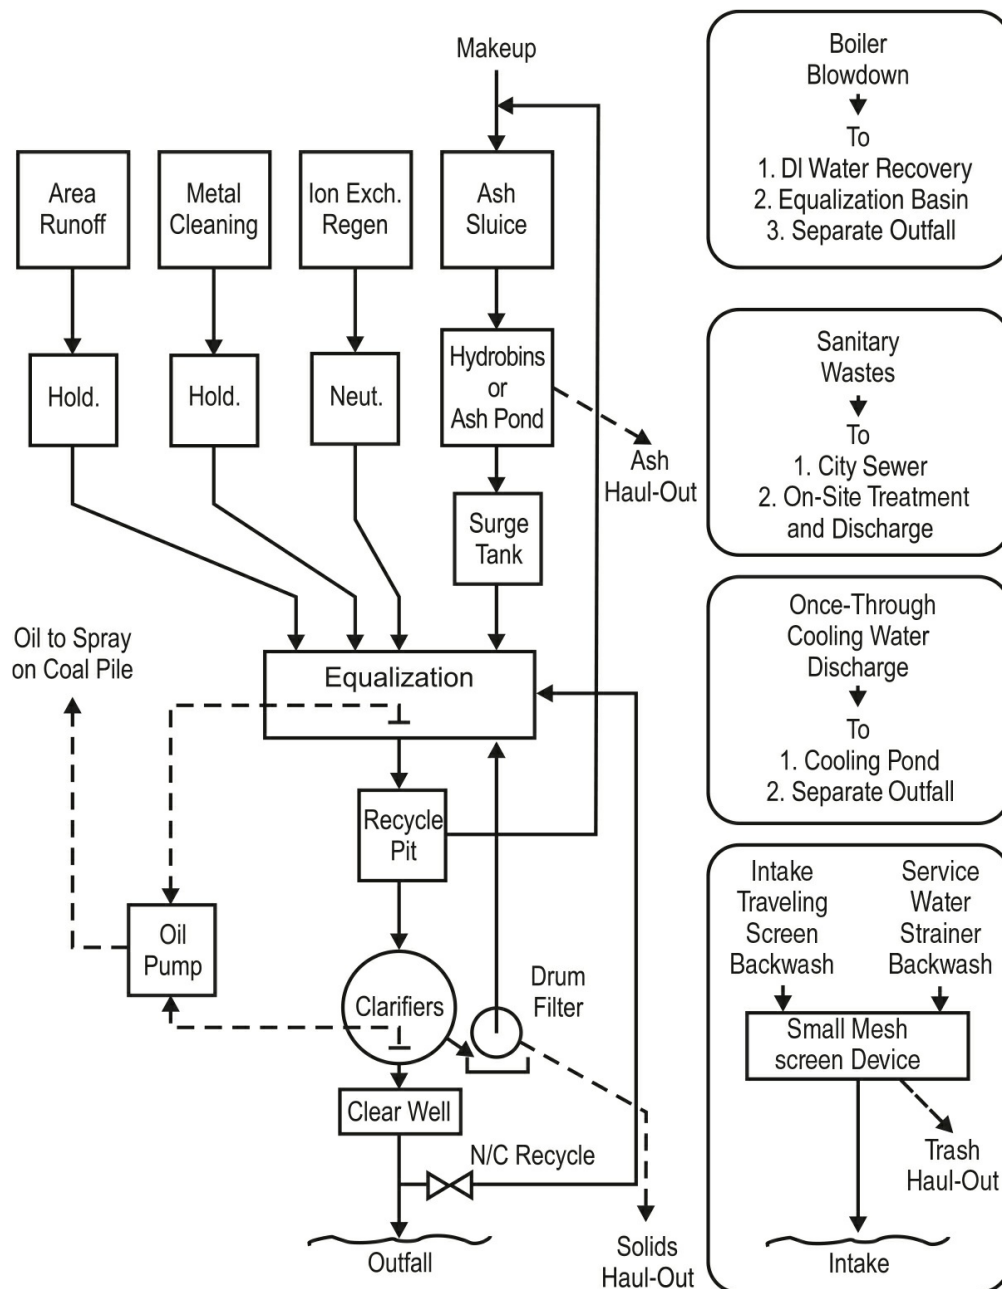 Makeup
Area
Runoff
Metal
Cleaning
Ion Exch.
Regen
Ash
Sluice
Hold.
Hold.
Neut.
Hydrobins
or
Ash Pond
Ash
Haul-Out
Surge
Tank
Oil to Spray
on Coal Pile
Equalization
Recycle
Pit
Oil
Pump
Clarifiers
Drum
Filter
Clear Well
N/C Recycle
Outfall
Solids
Haul-Out
Boiler
Blowdown
To
1. DI Water Recovery
2. Equalization Basin
3. Separate Outfall
Sanitary
Wastes
To
1. City Sewer
2. On-Site Treatment
and Discharge
Once-Through
Cooling Water
Discharge
To
1. Cooling Pond
2. Separate Outfall
Intake
Traveling
Screen
Backwash
Service
Water
Strainer
Backwash
Small Mesh
screen Device
Trash
Haul-Out
Intake